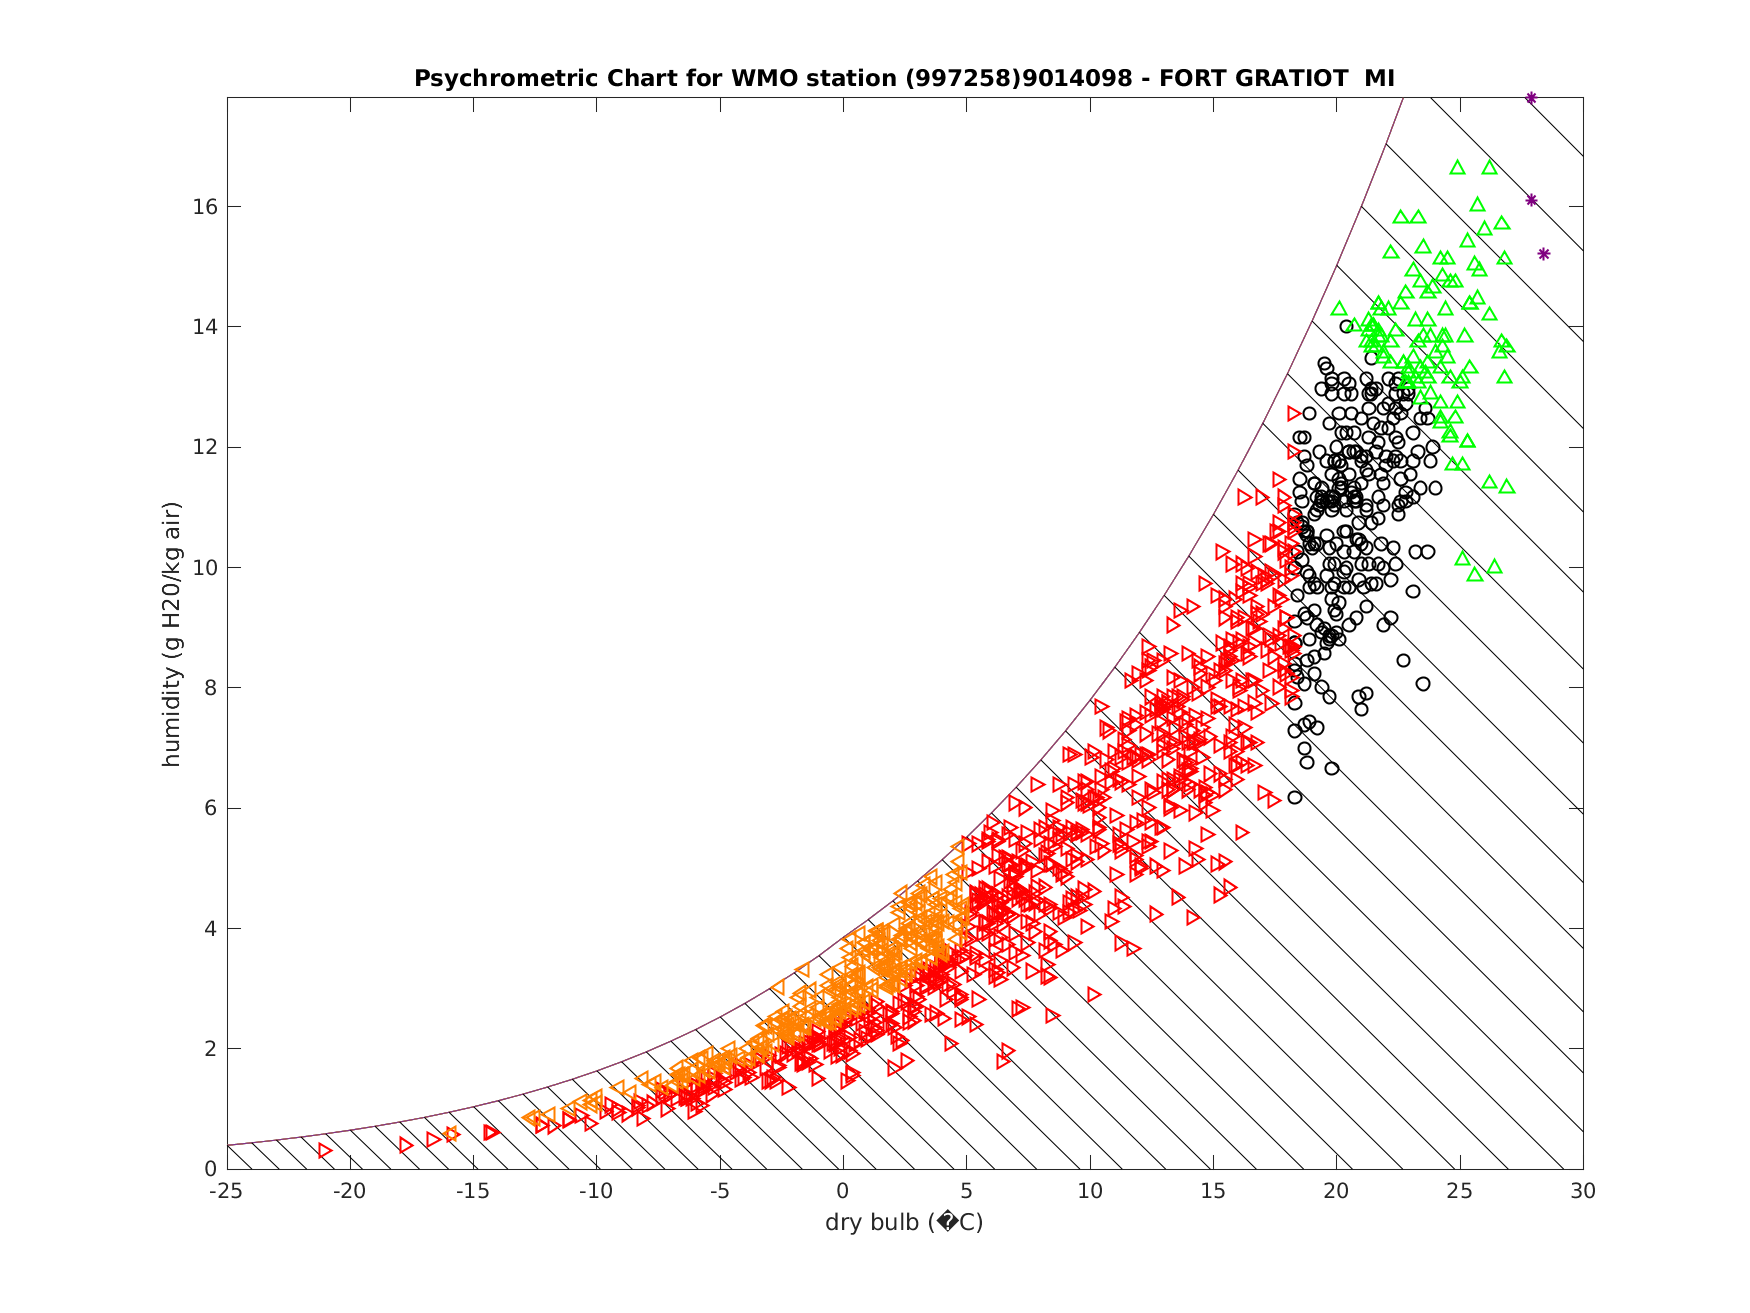 Psychrometric Chart for WMO station (997258)9014098 - FORT GRATIOT  MI
humidity (g H20/kg air)
16
14
12
10
8
6
4
2
0
-25 -20 -15 -10 -5 0 5 10 15 20 25 30
dry bulb (�C)